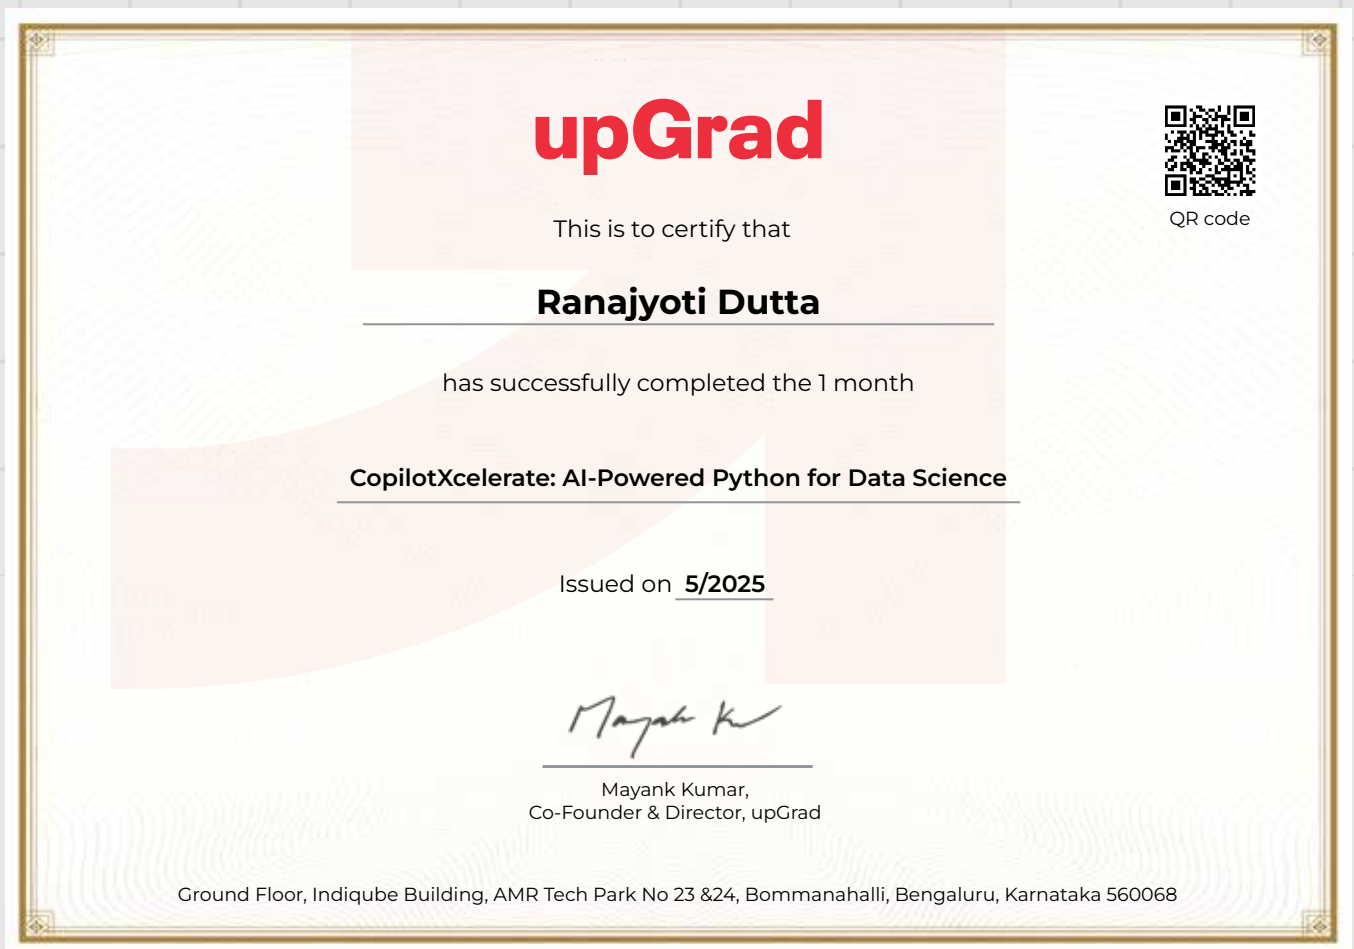 upGrad
QR code
This is to certify that
Ranajyoti Dutta
has successfully completed the 1 month
CopilotXcelerate: AI-Powered Python for Data Science
Issued on 5/2025
Mayank Kumar,
Co-Founder & Director, upGrad
Ground Floor, Indiqube Building, AMR Tech Park No 23 &24, Bommanahalli, Bengaluru, Karnataka 560068